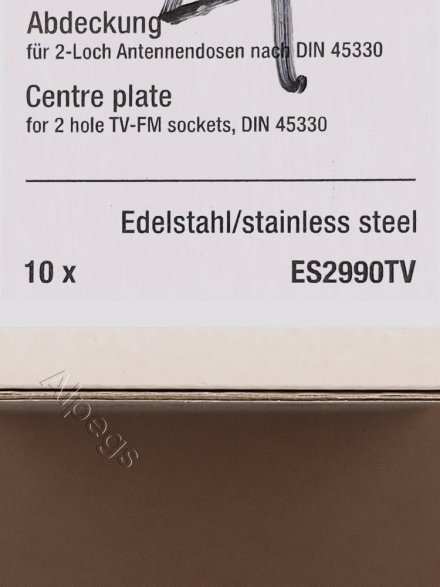 Abdeckung
für 2-Loch Antennendosen nach DIN 45330
Centre plate
for 2 hole TV-FM sockets, DIN 45330
Edelstahl/stainless steel
10 x ES2990TV
Alpegs